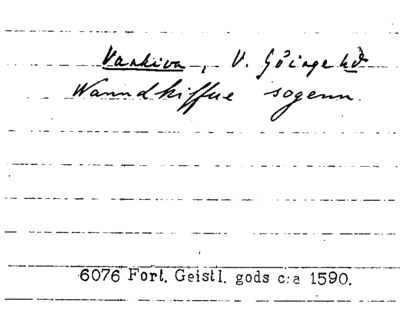 Vankiva, V. Göinge hd
Wanndkiffue sogenn.
6076 Fort. Geistl. gods c:a 1590.